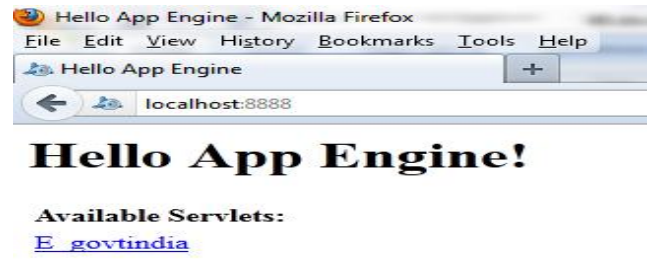 Hello App Engine - Mozilla Firefox
File Edit View History Bookmarks Tools Help
Hello App Engine +
localhost:8888
Hello App Engine!
Available Servlets:
E_govtindia